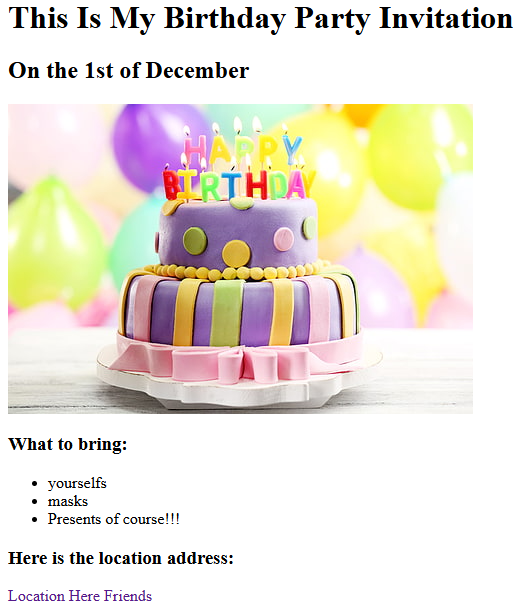 This Is My Birthday Party Invitation
On the 1st of December
HAPPY
BIRTHDAY
What to bring:
yourselfs
masks
Presents of course!!!
Here is the location address:
Location Here Friends